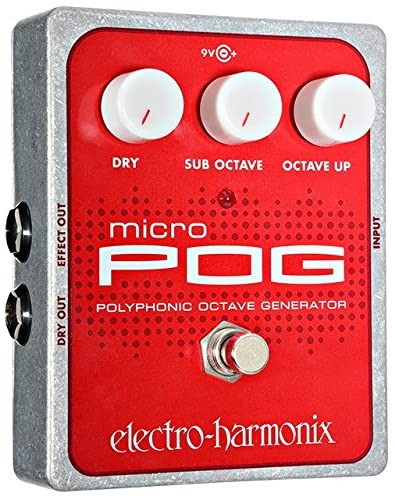 9V
+
DRY
SUB OCTAVE
OCTAVE UP
EFFECT OUT
DRY OUT
INPUT
micro
POG
POLYPHONIC OCTAVE GENERATOR
electro-harmonix